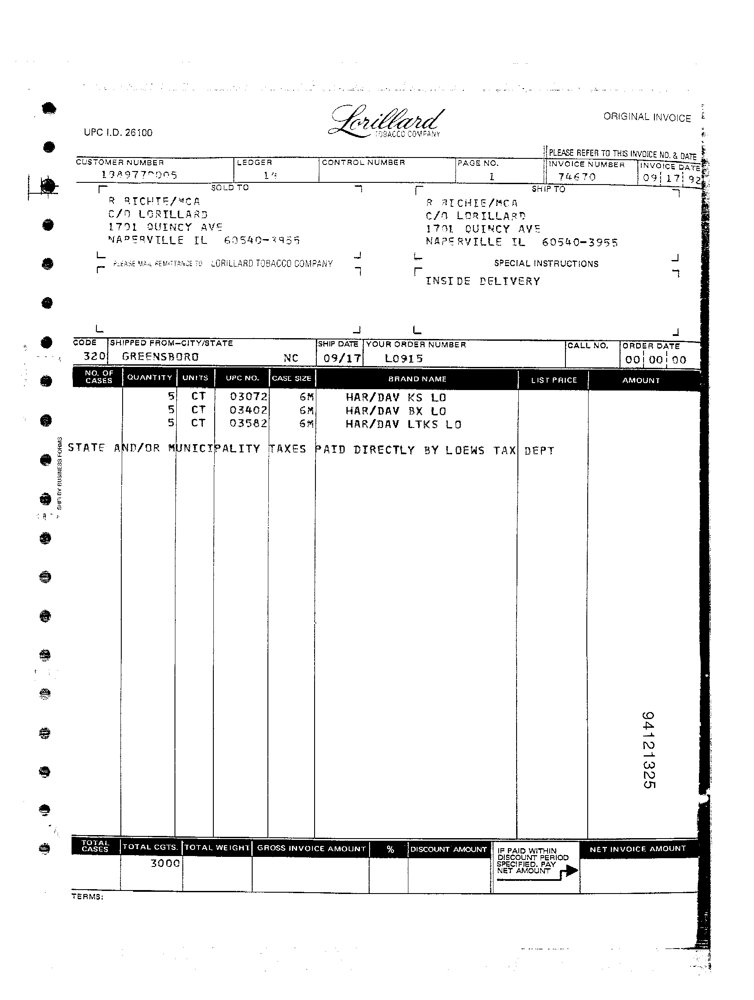 Lorillard
TOBACCO COMPANY
ORIGINAL INVOICE
UPC I.D. 26100
PLEASE REFER TO THIS INVOICE NO. & DATE
CUSTOMER NUMBER LEDGER CONTROL NUMBER PAGE NO. INVOICE NUMBER INVOICE DATE
1989770005 14 1 74670 09 17 92
SOLD TO SHIP TO
R RICHIE/MCA R RICHIE/MCA
C/O LORILLARD C/O LORILLARD
1701 QUINCY AVE 1701 QUINCY AVE
NAPERVILLE IL 60540-3955 NAPERVILLE IL 60540-3955
PLEASE MAIL REMITTANCE TO LORILLARD TOBACCO COMPANY SPECIAL INSTRUCTIONS
INSIDE DELIVERY
CODE SHIPPED FROM-CITY/STATE SHIP DATE YOUR ORDER NUMBER CALL NO. ORDER DATE
320 GREENSBORO NC 09/17 L0915 00 00 00
NO. OF CASES QUANTITY UNITS UPC NO. CASE SIZE BRAND NAME LIST PRICE AMOUNT
5 CT 03072 6M HAR/DAV KS LO
5 CT 03402 6M HAR/DAV BX LO
5 CT 03582 6M HAR/DAV LTKS LO
STATE AND/OR MUNICIPALITY TAXES PAID DIRECTLY BY LOEWS TAX DEPT
BY BUSINESS FORMS
94121325
TOTAL CASES TOTAL CGTS. TOTAL WEIGHT GROSS INVOICE AMOUNT % DISCOUNT AMOUNT IF PAID WITHIN DISCOUNT PERIOD SPECIFIED, PAY NET AMOUNT NET INVOICE AMOUNT
3000
TERMS: